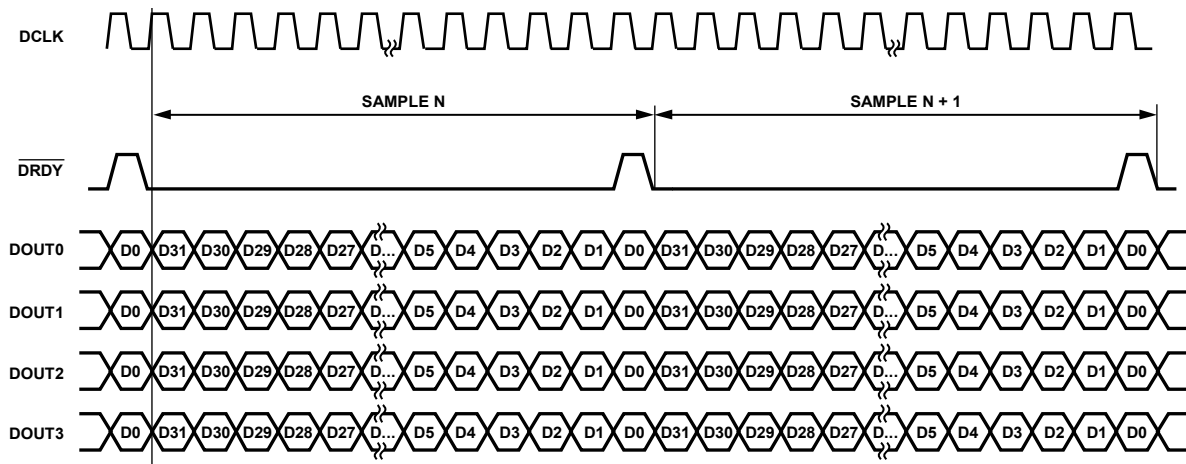 DCLK
SAMPLE N SAMPLE N + 1
DRDY
DOUT0 D0 D31 D30 D29 D28 D27 D... D5 D4 D3 D2 D1 D0 D31 D30 D29 D28 D27 D... D5 D4 D3 D2 D1 D0
DOUT1 D0 D31 D30 D29 D28 D27 D... D5 D4 D3 D2 D1 D0 D31 D30 D29 D28 D27 D... D5 D4 D3 D2 D1 D0
DOUT2 D0 D31 D30 D29 D28 D27 D... D5 D4 D3 D2 D1 D0 D31 D30 D29 D28 D27 D... D5 D4 D3 D2 D1 D0
DOUT3 D0 D31 D30 D29 D28 D27 D... D5 D4 D3 D2 D1 D0 D31 D30 D29 D28 D27 D... D5 D4 D3 D2 D1 D0